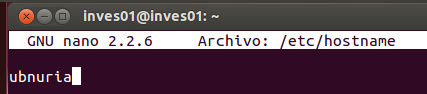 inves01@inves01: ~
GNU nano 2.2.6 Archivo: /etc/hostname
ubnuria